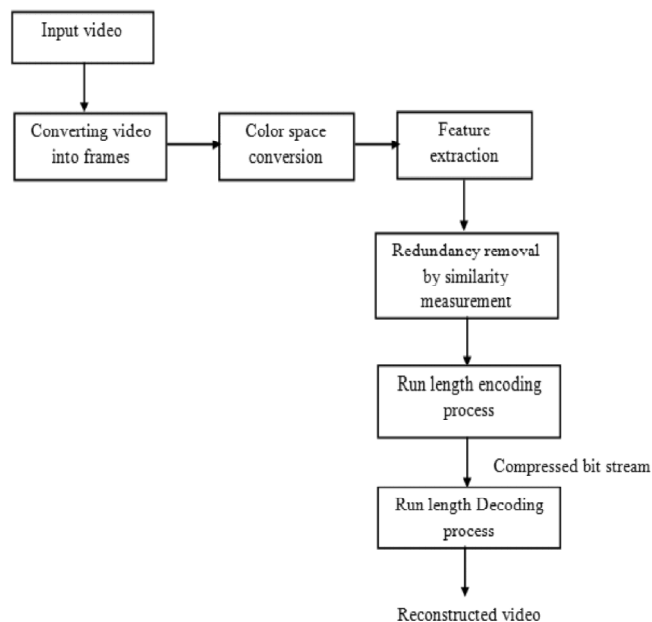 Input video
Converting video
into frames
Color space
conversion
Feature
extraction
Redundancy removal
by similarity
measurement
Run length encoding
process
Compressed bit stream
Run length Decoding
process
Reconstructed video